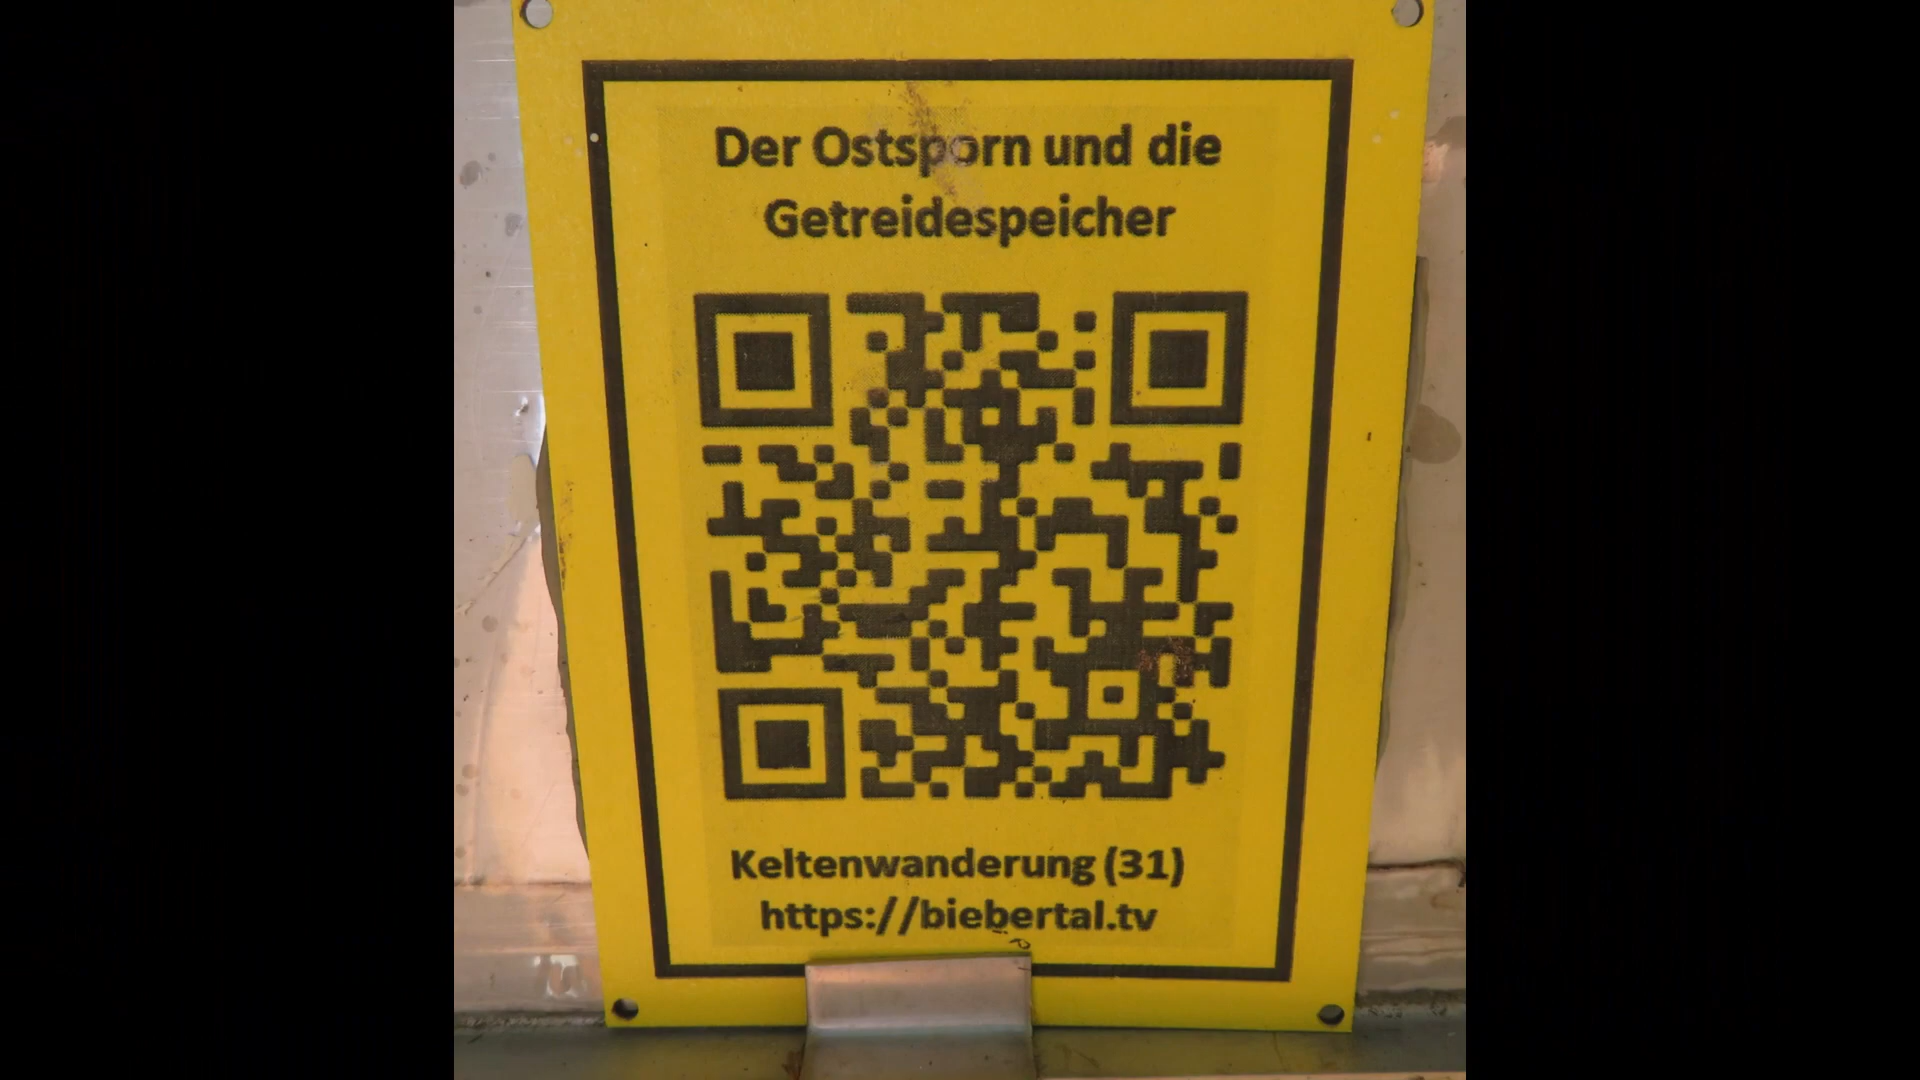 Der Ostsporn und die
Getreidespeicher
Keltenwanderung (31)
https://biebertal.tv